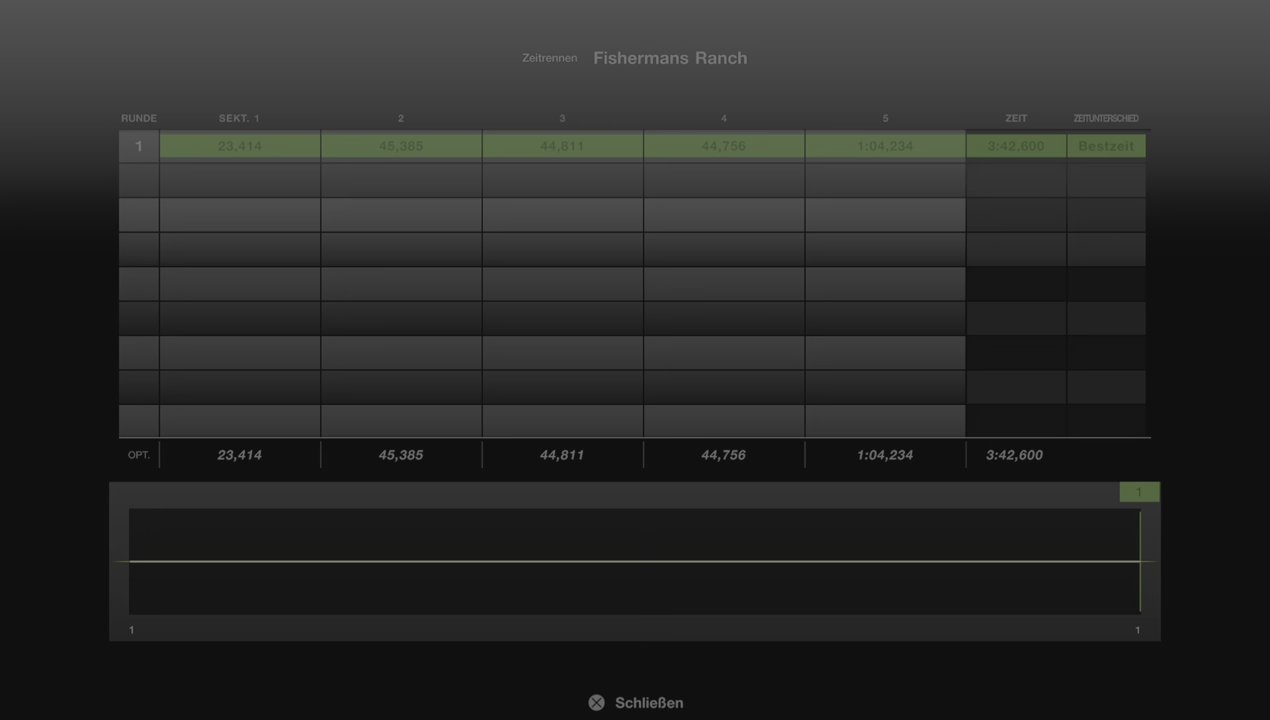 Zeitrennen Fishermans Ranch
RUNDE SEKT. 1 2 3 4 5 ZEIT ZEITUNTERSCHIED
1 23,414 45,385 44,811 44,756 1:04,234 3:42,600 Bestzeit
OPT. 23,414 45,385 44,811 44,756 1:04,234 3:42,600
1
1 1
Schließen